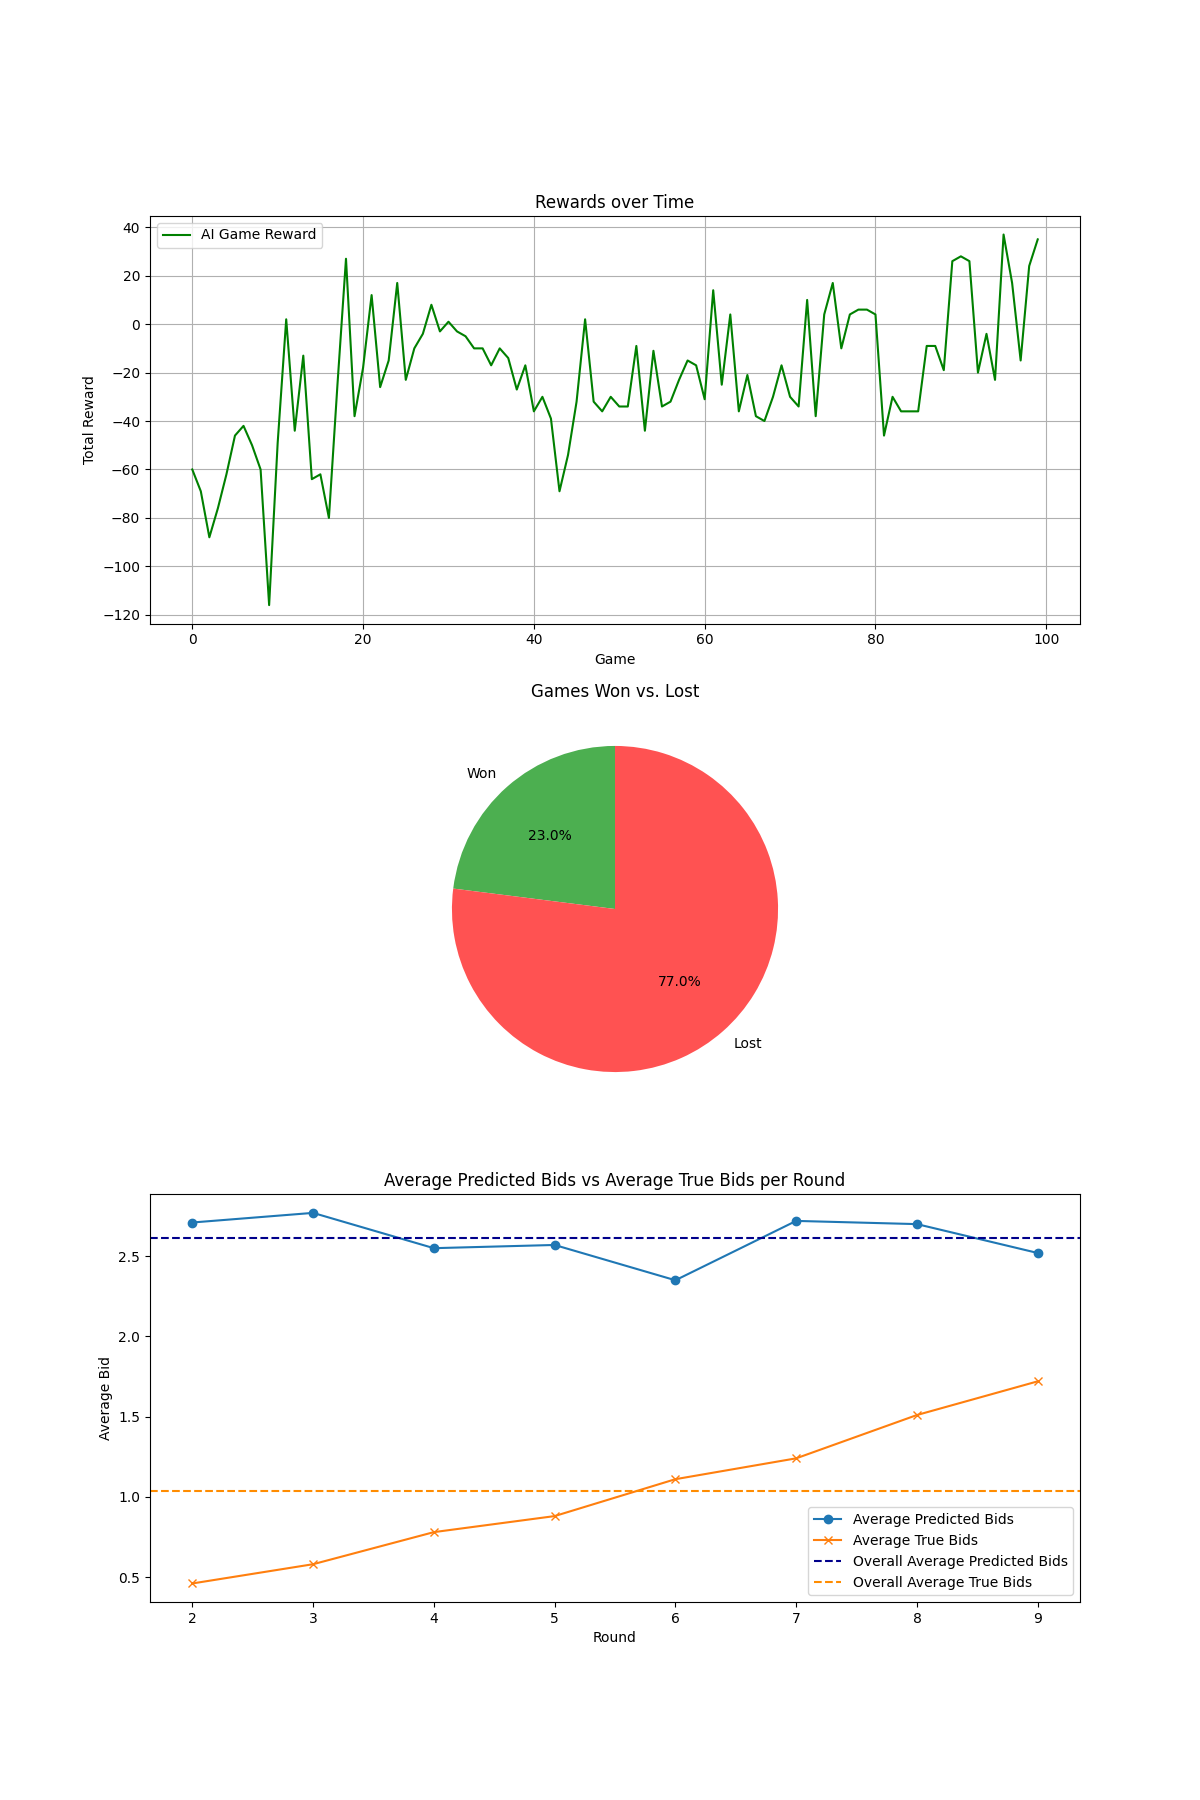 Rewards over Time
AI Game Reward
40
20
0
−20
−40
−60
−80
−100
−120
Total Reward
0 20 40 60 80 100
Game
Games Won vs. Lost
Won
23.0%
77.0%
Lost
Average Predicted Bids vs Average True Bids per Round
2.5
2.0
1.5
1.0
0.5
Average Bid
Average Predicted Bids
Average True Bids
Overall Average Predicted Bids
Overall Average True Bids
2 3 4 5 6 7 8 9
Round